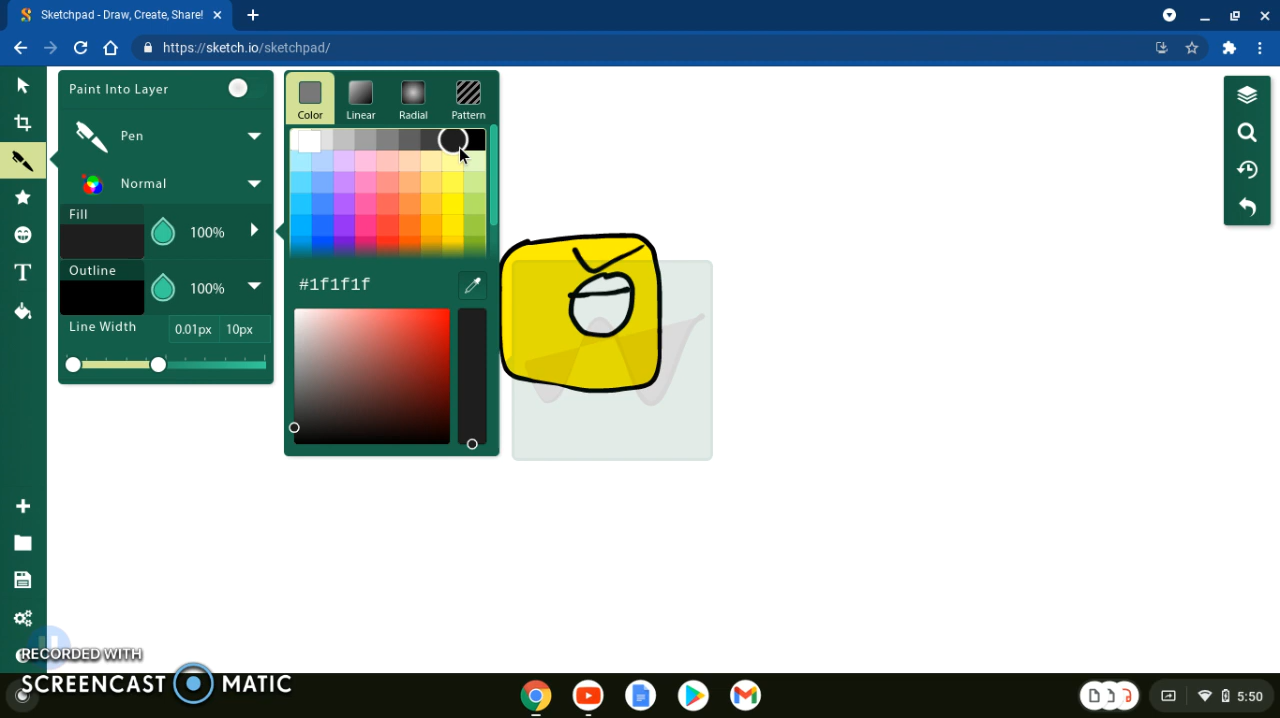 Sketchpad - Draw, Create, Share!
https://sketch.io/sketchpad/
Paint Into Layer
Pen
Normal
Fill
100%
Outline
100%
Line Width
0.01px
10px
Color
Linear
Radial
Pattern
#1f1f1f
T
RECORDED WITH
SCREENCAST MATIC
5:50